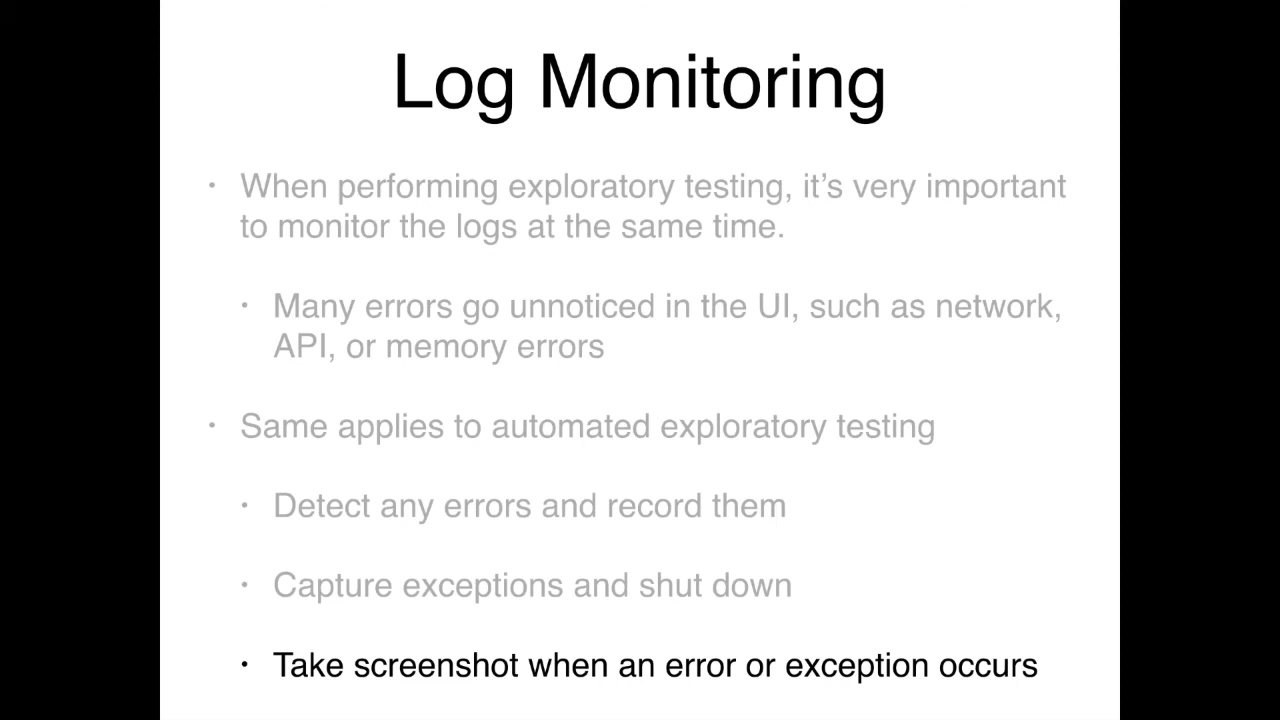 Log Monitoring
• When performing exploratory testing, it’s very important
to monitor the logs at the same time.
• Many errors go unnoticed in the UI, such as network,
API, or memory errors
• Same applies to automated exploratory testing
• Detect any errors and record them
• Capture exceptions and shut down
• Take screenshot when an error or exception occurs